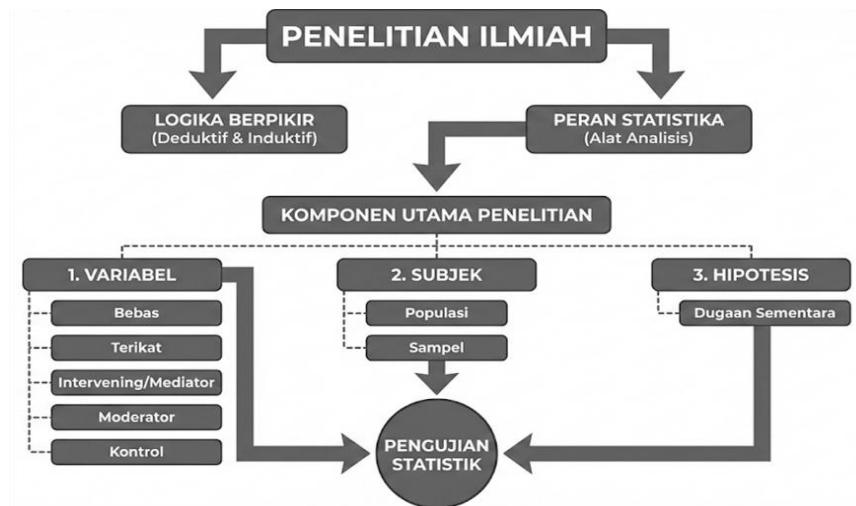 PENELITIAN ILMIAH
LOGIKA BERPIKIR
(Deduktif & Induktif)
PERAN STATISTIKA
(Alat Analisis)
KOMPONEN UTAMA PENELITIAN
1. VARIABEL
Bebas
Terikat
Intervening/Mediator
Moderator
Kontrol
2. SUBJEK
Populasi
Sampel
3. HIPOTESIS
Dugaan Sementara
PENGUJIAN
STATISTIK